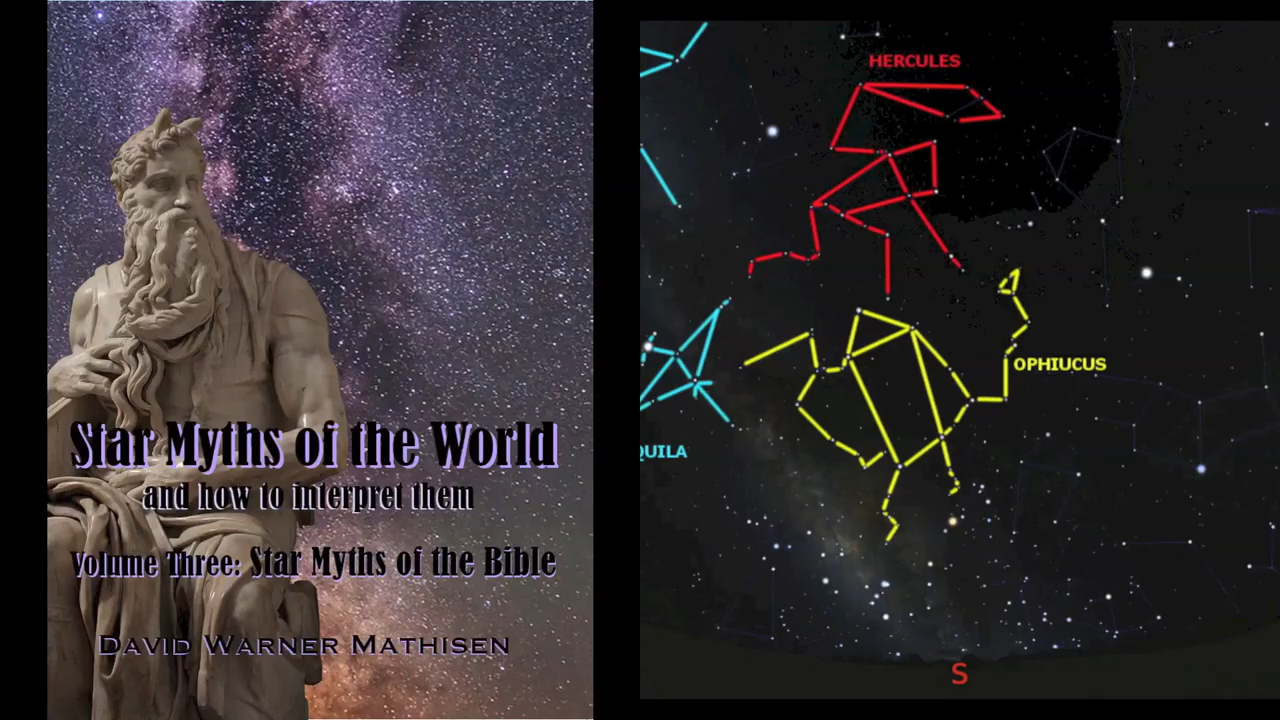 Star Myths of the World
and how to interpret them
Volume Three: Star Myths of the Bible
DAVID WARNER MATHISEN
HERCULES
OPHIUCUS
QUILA
S